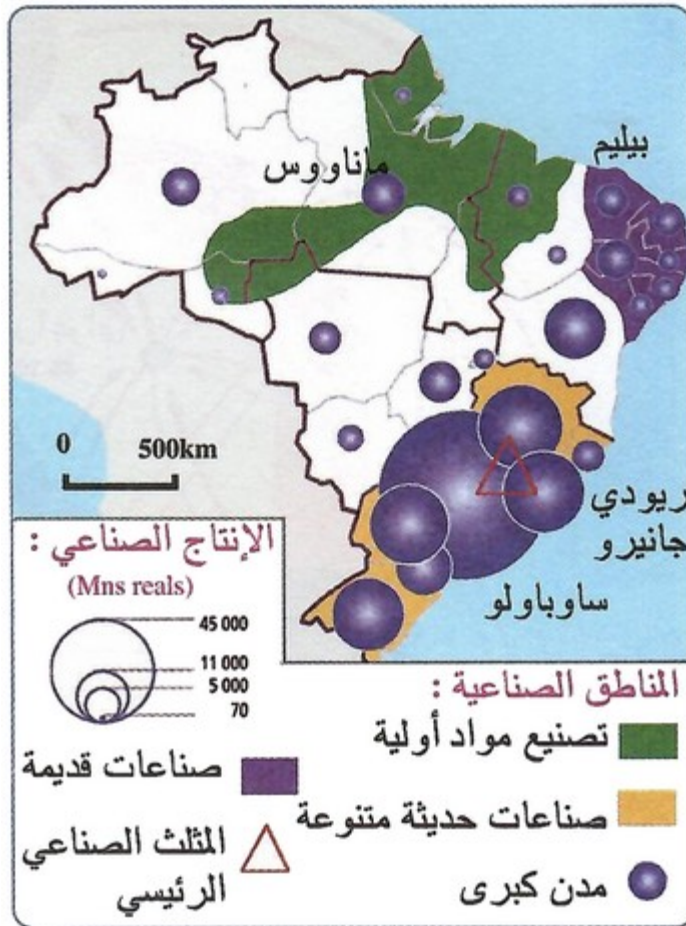 بيليم
ماناووس
0 500km
ريودي
جانيرو
ساوباولو
الإنتاج الصناعي :
(Mns reals)
45 000
11 000
5 000
70
المناطق الصناعية :
تصنيع مواد أولية
صناعات قديمة
صناعات حديثة متنوعة
المثلث الصناعي
الرئيسي
مدن كبرى